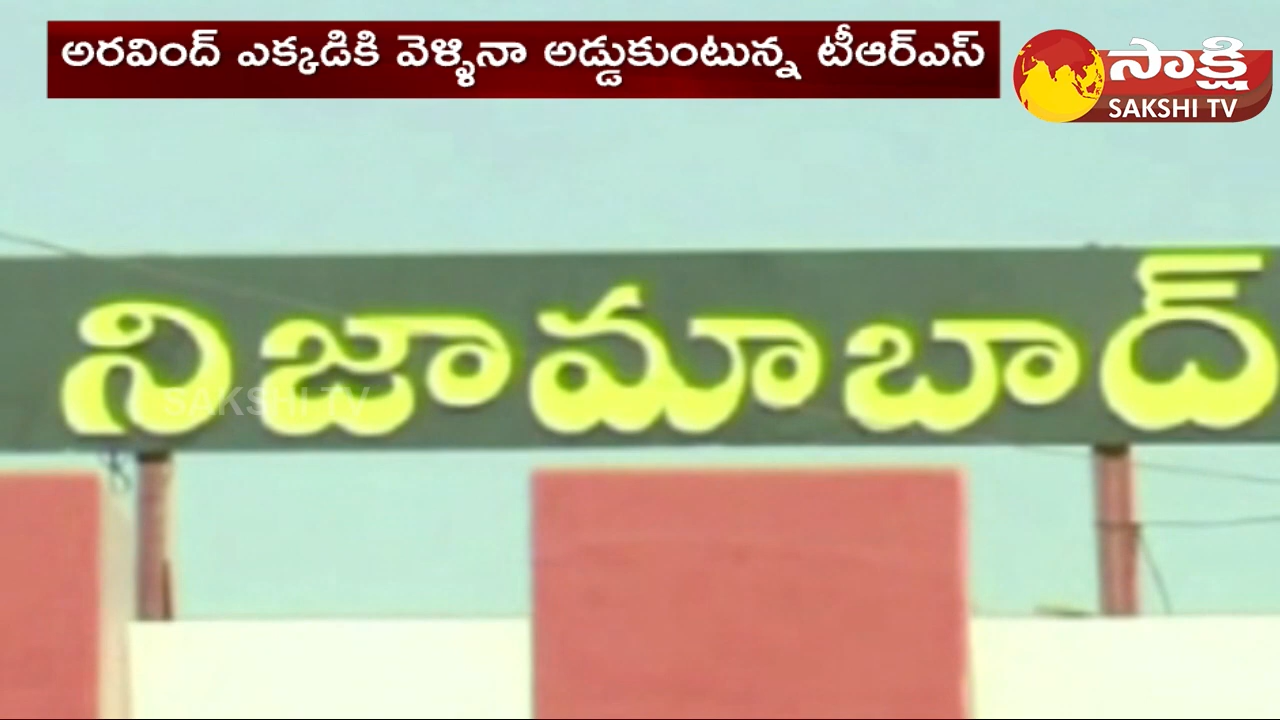 అరవింద్ ఎక్కడికి వెళ్ళినా అడ్డుకుంటున్న టీఆర్ఎస్
సాక్షి
SAKSHI TV
నిజామాబాద్
SAKSHI TV